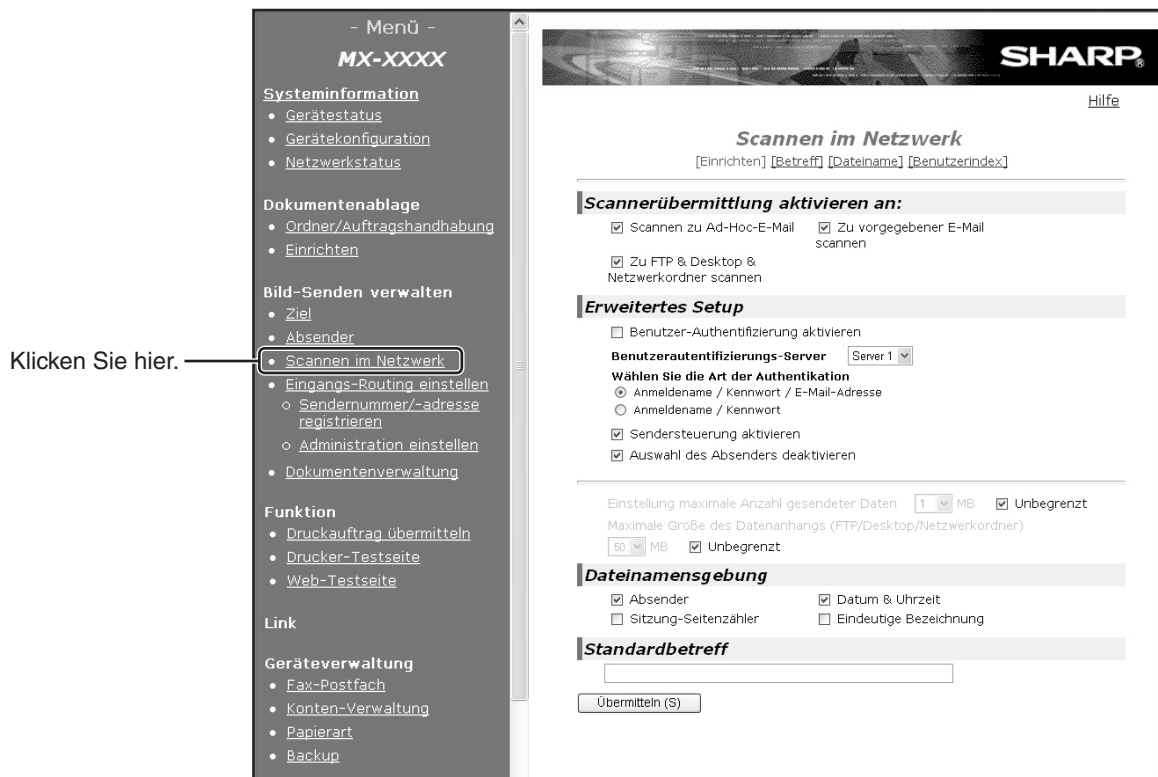 Klicken Sie hier.
- Menü -
MX-XXXX
Systeminformation
Gerätestatus
Gerätekonfiguration
Netzwerkstatus
Dokumentenablage
Ordner/Auftragshandhabung
Einrichten
Bild-Senden verwalten
Ziel
Absender
Scannen im Netzwerk
Eingangs-Routing einstellen
Sendernummer/-adresse
registrieren
Administration einstellen
Dokumentenverwaltung
Funktion
Druckauftrag übermitteln
Drucker-Testseite
Web-Testseite
Link
Geräteverwaltung
Fax-Postfach
Konten-Verwaltung
Papierart
Backup
SHARP®
Hilfe
Scannen im Netzwerk
[Einrichten] [Betreff] [Dateiname] [Benutzerindex]
Scannerübermittlung aktivieren an:
Scannen zu Ad-Hoc-E-Mail
Zu vorgegebener E-Mail
scannen
Zu FTP & Desktop &
Netzwerkordner scannen
Erweitertes Setup
Benutzer-Authentifizierung aktivieren
Benutzerautentifizierungs-Server Server 1
Wählen Sie die Art der Authentikation
Anmeldename / Kennwort / E-Mail-Adresse
Anmeldename / Kennwort
Sendersteuerung aktivieren
Auswahl des Absenders deaktivieren
Einstellung maximale Anzahl gesendeter Daten 1 MB Unbegrenzt
Maximale Größe des Datenanhangs (FTP/Desktop/Netzwerkordner)
50 MB Unbegrenzt
Dateinamensgebung
Absender Datum & Uhrzeit
Sitzung-Seitenzähler Eindeutige Bezeichnung
Standardbetreff
Übermitteln (S)